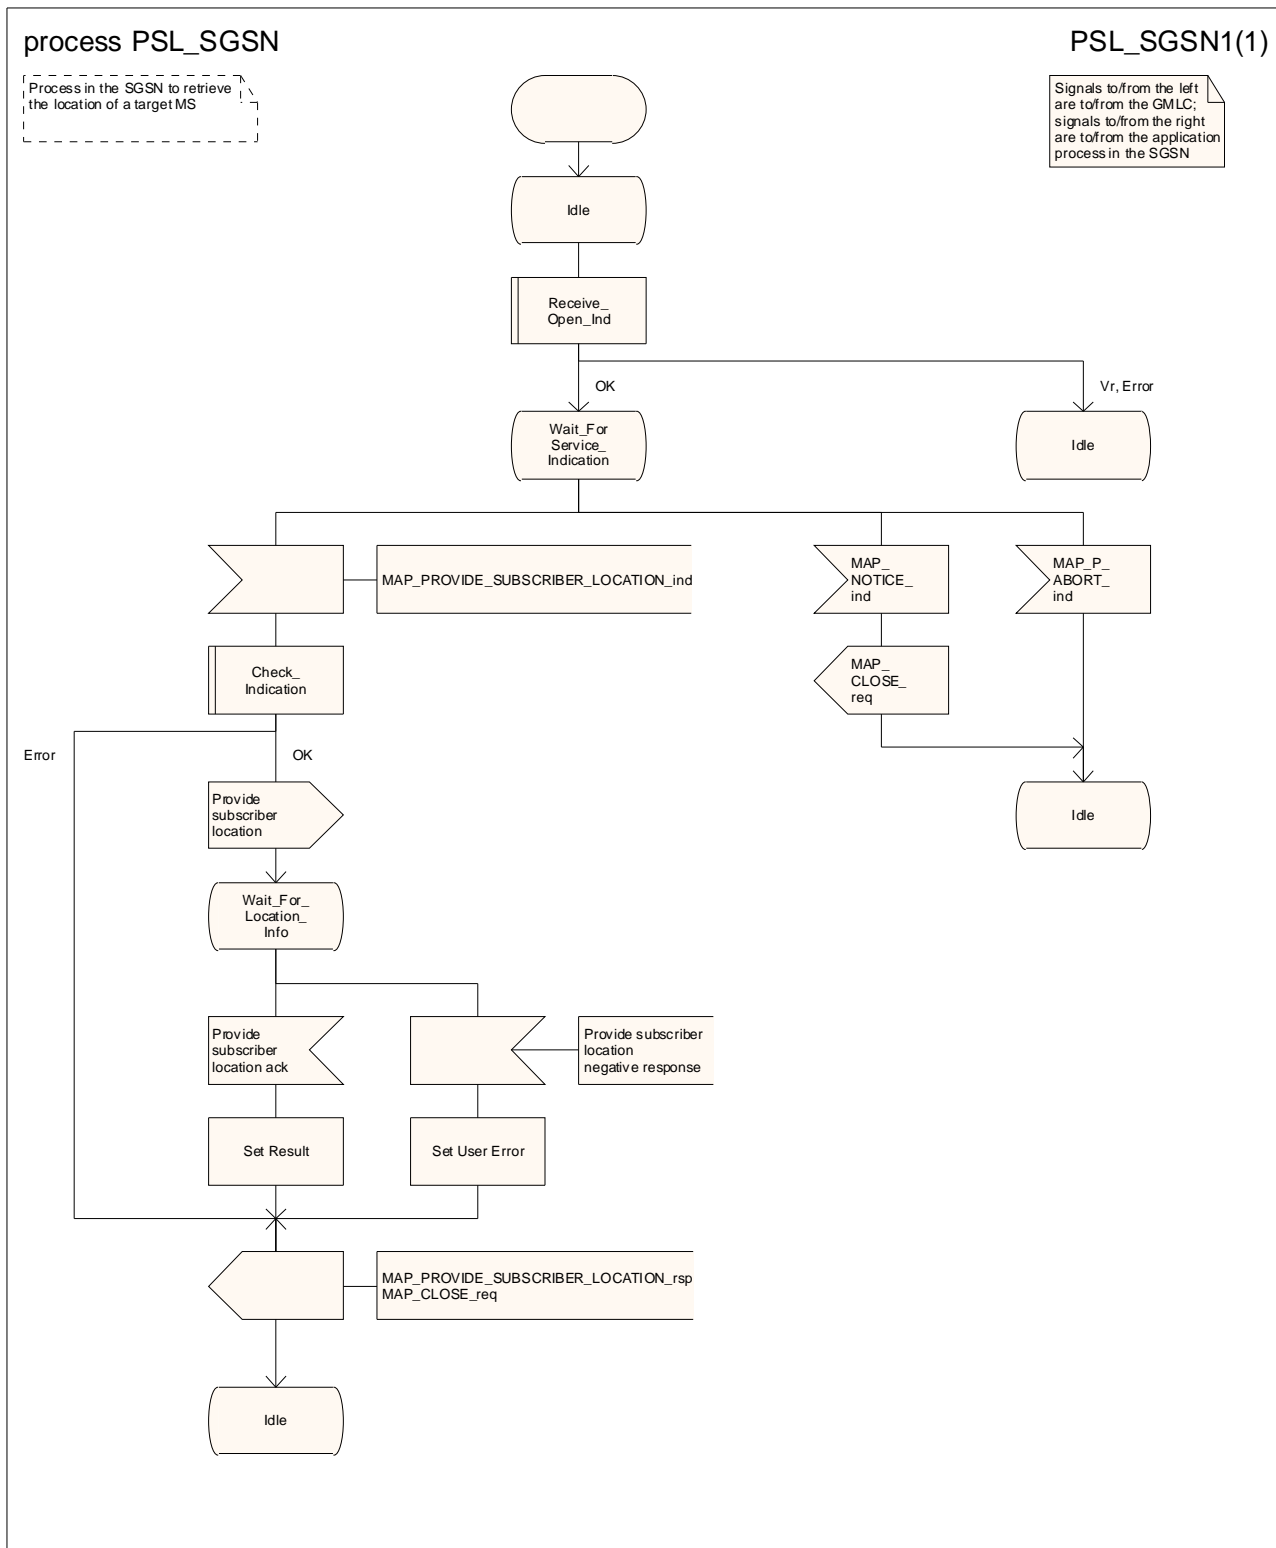 process PSL_SGSN
PSL_SGSN1(1)
Process in the SGSN to retrieve
the location of a target MS
Signals to/from the left
are to/from the GMLC;
signals to/from the right
are to/from the application
process in the SGSN
Idle
Receive_
Open_Ind
OK
Vr, Error
Wait_For
Service_
Indication
Idle
MAP_PROVIDE_SUBSCRIBER_LOCATION_ind
MAP_
NOTICE_
ind
MAP_P_
ABORT_
ind
Check_
Indication
MAP_
CLOSE_
req
Error
OK
Provide
subscriber
location
Idle
Wait_For_
Location_
Info
Provide
subscriber
location ack
Provide subscriber
location
negative response
Set Result
Set User Error
MAP_PROVIDE_SUBSCRIBER_LOCATION_rsp
MAP_CLOSE_req
Idle